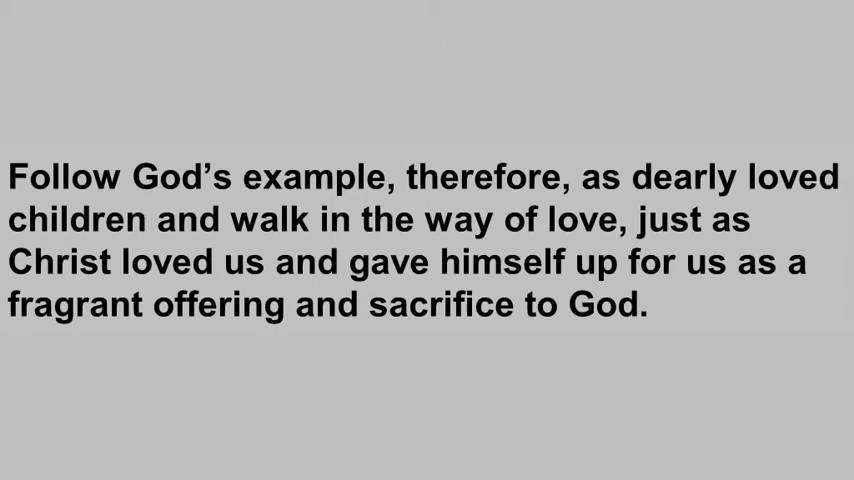 Follow God’s example, therefore, as dearly loved
children and walk in the way of love, just as
Christ loved us and gave himself up for us as a
fragrant offering and sacrifice to God.